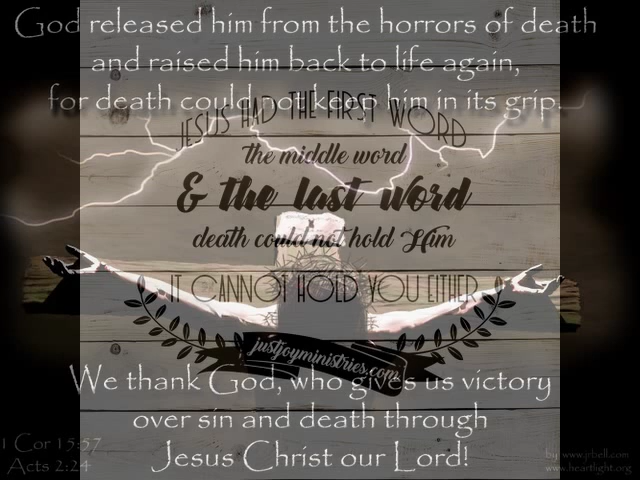 God released him from the horrors of death
and raised him back to life again,
for death could not keep him in its grip.
JESUS HAD THE FIRST WORD
the middle word
& the last word
death could not hold Him
IT CANNOT HOLD YOU EITHER
justjoyministries.com
We thank God, who gives us victory
over sin and death through
Jesus Christ our Lord!
1 Cor 15:57
Acts 2:24
by www.jrbell.com
www.heartlight.org